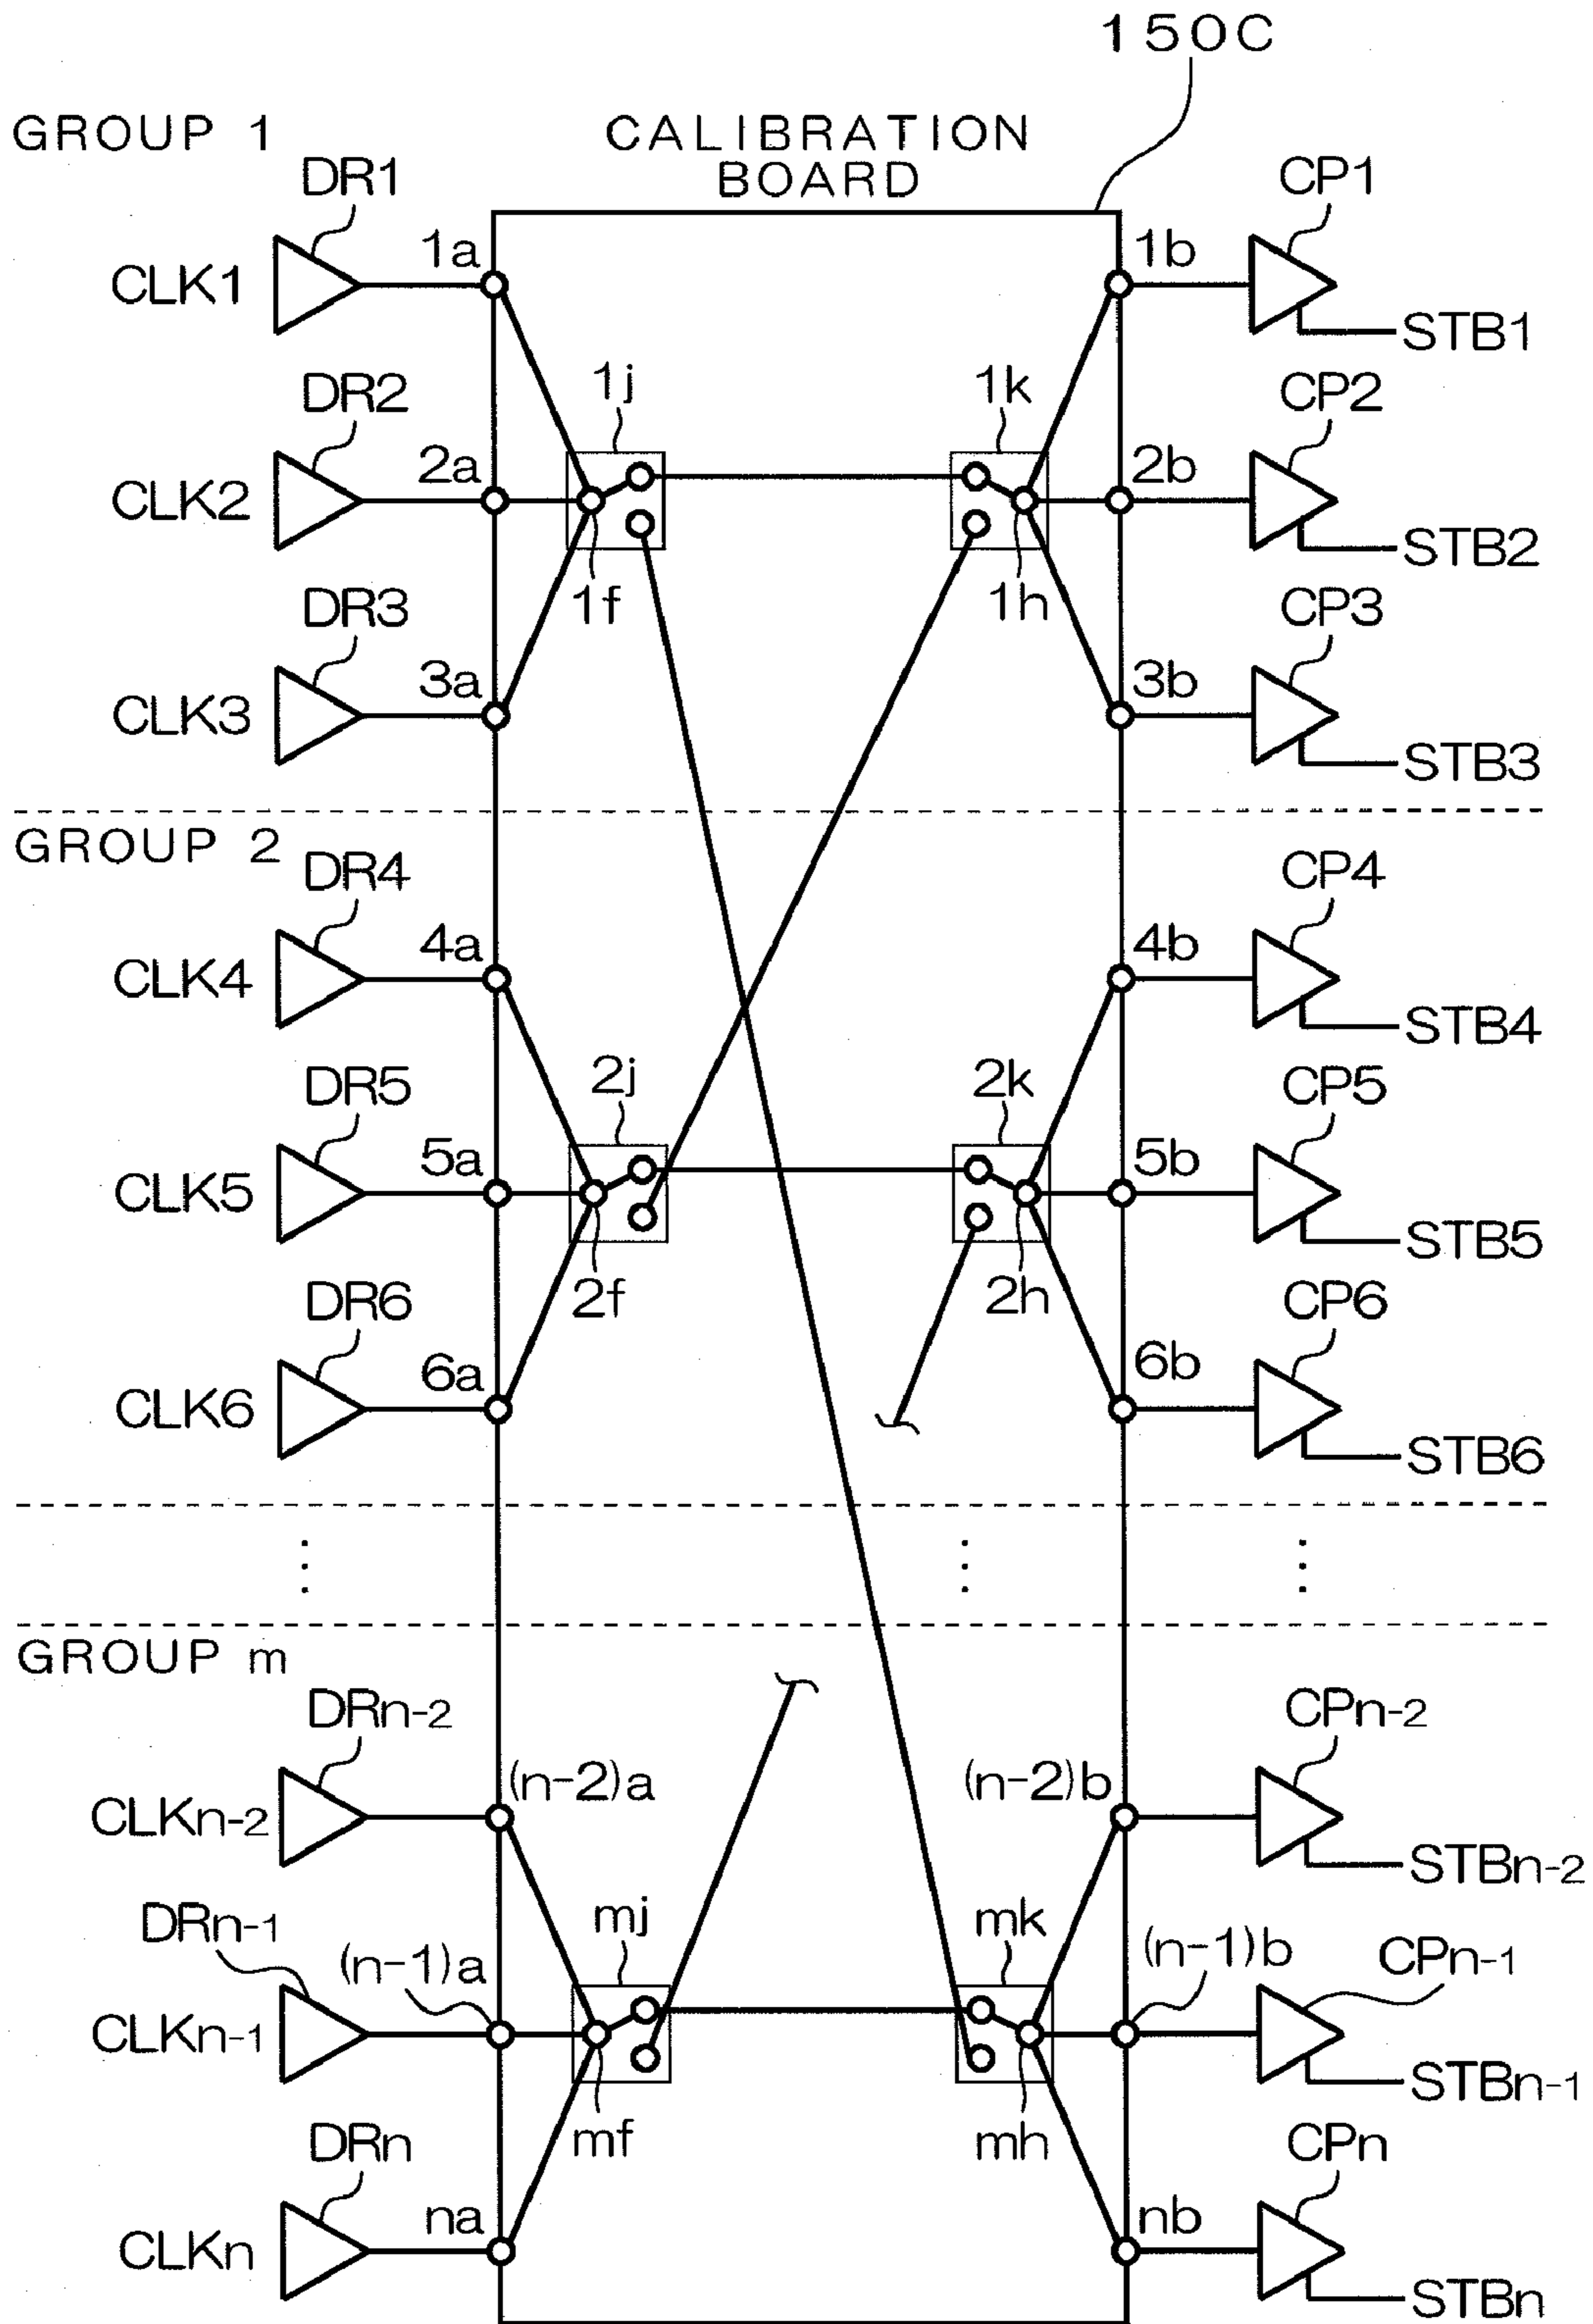 150C
GROUP 1
CALIBRATION
BOARD
DR1
CP1
1a
1b
CLK1
STB1
DR2
1j
1k
CP2
2a
2b
CLK2
STB2
DR3
1f
1h
CP3
3a
3b
CLK3
STB3
GROUP 2
DR4
CP4
4a
4b
CLK4
STB4
DR5
2j
2k
CP5
5a
5b
CLK5
STB5
DR6
2f
2h
CP6
6a
6b
CLK6
STB6
GROUP m
DRn-2
CPn-2
(n-2)a
(n-2)b
CLKn-2
STBn-2
DRn-1
mj
mk
CPn-1
(n-1)a
(n-1)b
CLKn-1
STBn-1
DRn
mf
mh
CPn
na
nb
CLKn
STBn